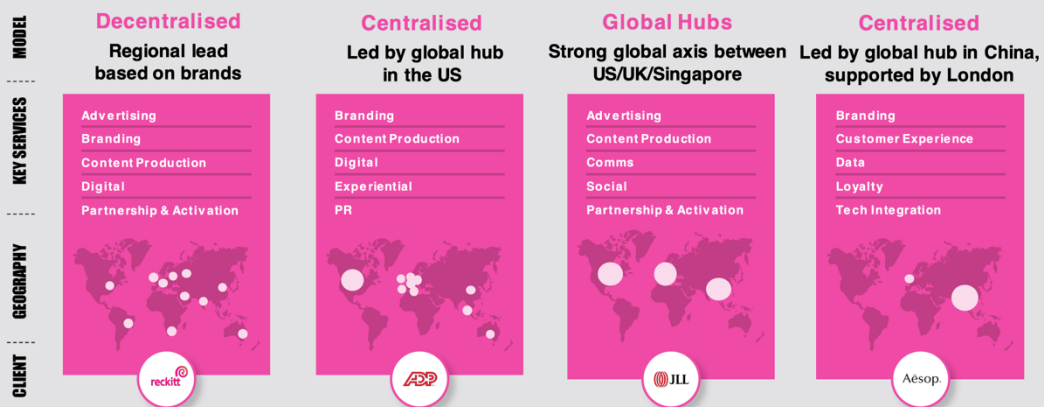 MODEL
Decentralised
Regional lead
based on brands
Centralised
Led by global hub
in the US
Global Hubs
Strong global axis between
US/UK/Singapore
Centralised
Led by global hub in China,
supported by London
KEY SERVICES
Advertising
Branding
Content Production
Digital
Partnership & Activation
Branding
Content Production
Digital
Experiential
PR
Advertising
Content Production
Comms
Social
Partnership & Activation
Branding
Customer Experience
Data
Loyalty
Tech Integration
GEOGRAPHY
CLIENT
reckitt
ADP
JLL
Aēsop.